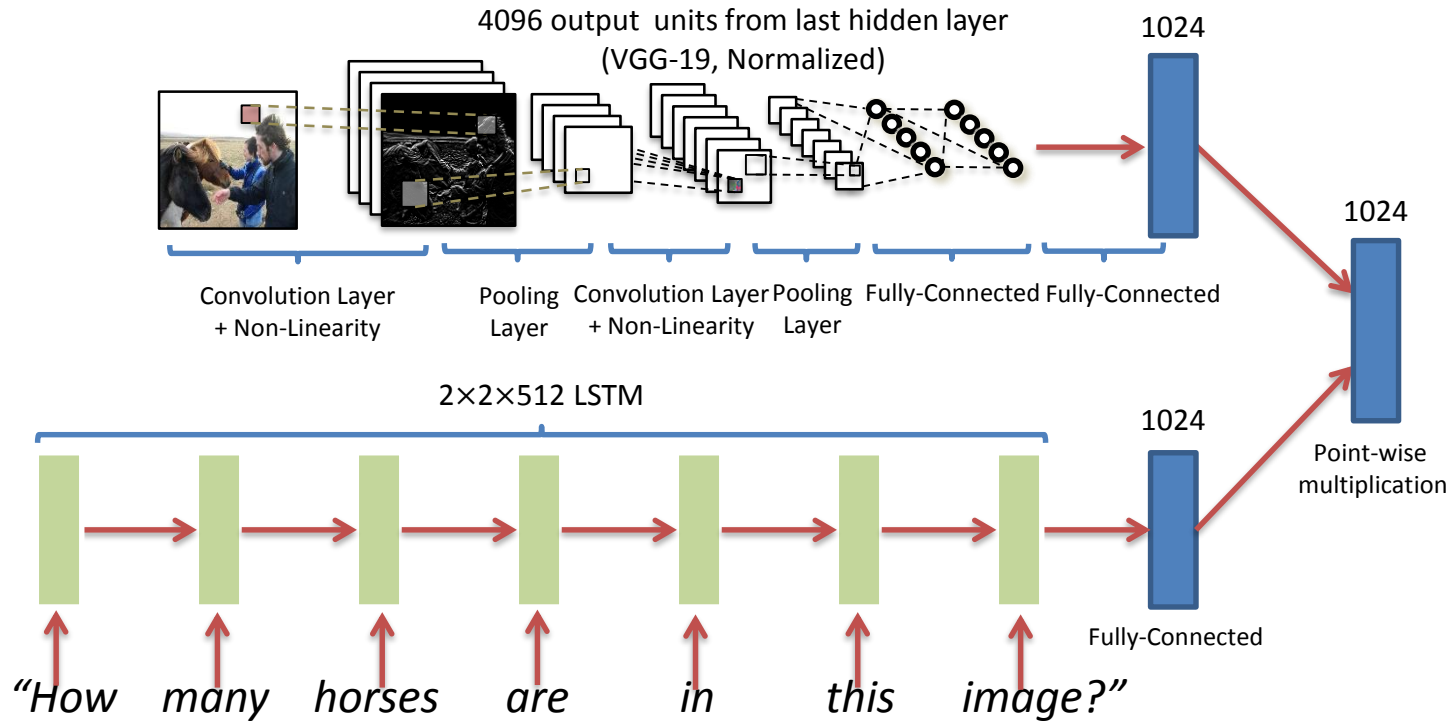 4096 output units from last hidden layer
(VGG-19, Normalized)
1024
1024
Convolution Layer
+ Non-Linearity
Pooling
Layer
Convolution Layer
+ Non-Linearity
Pooling
Layer
Fully-Connected
Fully-Connected
2×2×512 LSTM
1024
Point-wise
multiplication
Fully-Connected
“How many horses are in this image?”